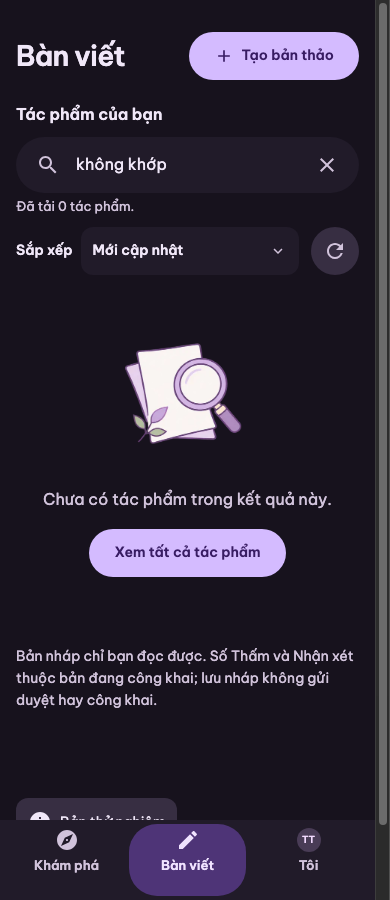 Bàn viết
Tạo bản thảo
Tác phẩm của bạn
không khớp
Đã tải 0 tác phẩm.
Sắp xếp
Mới cập nhật
Chưa có tác phẩm trong kết quả này.
Xem tất cả tác phẩm
Bản nháp chỉ bạn đọc được. Số Thấm và Nhận xét
thuộc bản đang công khai; lưu nháp không gửi
duyệt hay công khai.
Bản thử nghiệm
Khám phá
Bàn viết
TT
Tôi